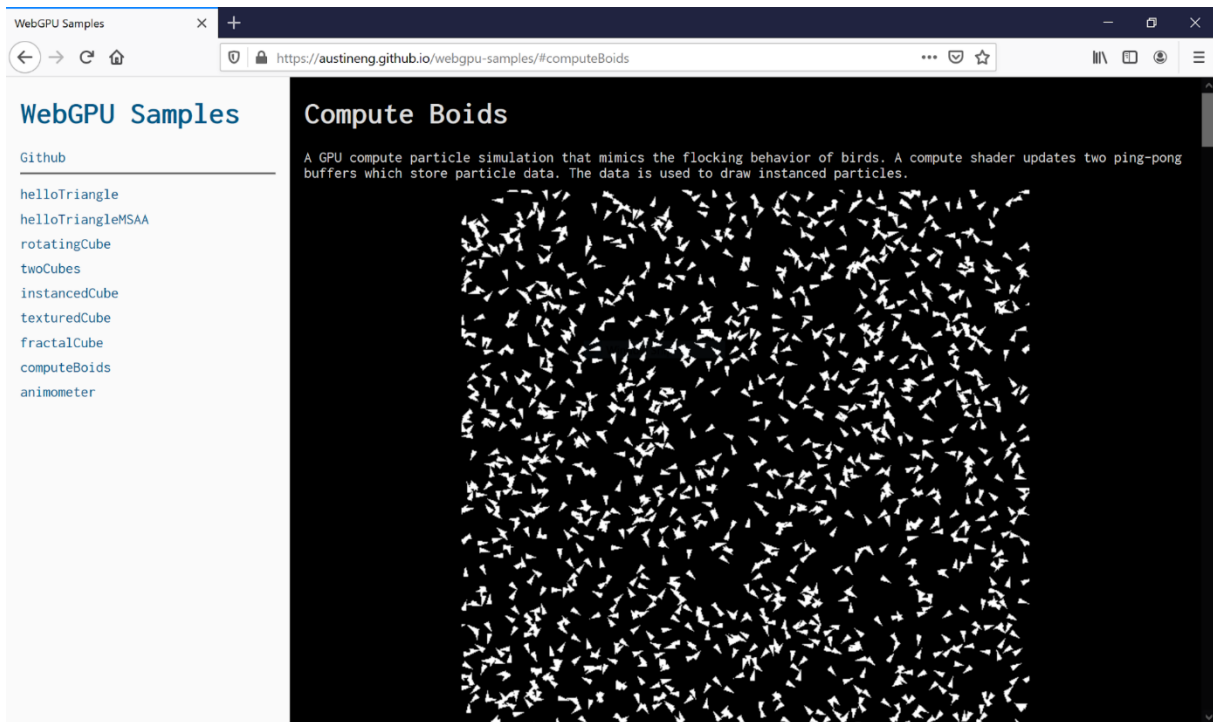 WebGPU Samples
https://austineng.github.io/webgpu-samples/#computeBoids
WebGPU Samples
Github
helloTriangle
helloTriangleMSAA
rotatingCube
twoCubes
instancedCube
texturedCube
fractalCube
computeBoids
animometer
Compute Boids
A GPU compute particle simulation that mimics the flocking behavior of birds. A compute shader updates two ping-pong
buffers which store particle data. The data is used to draw instanced particles.